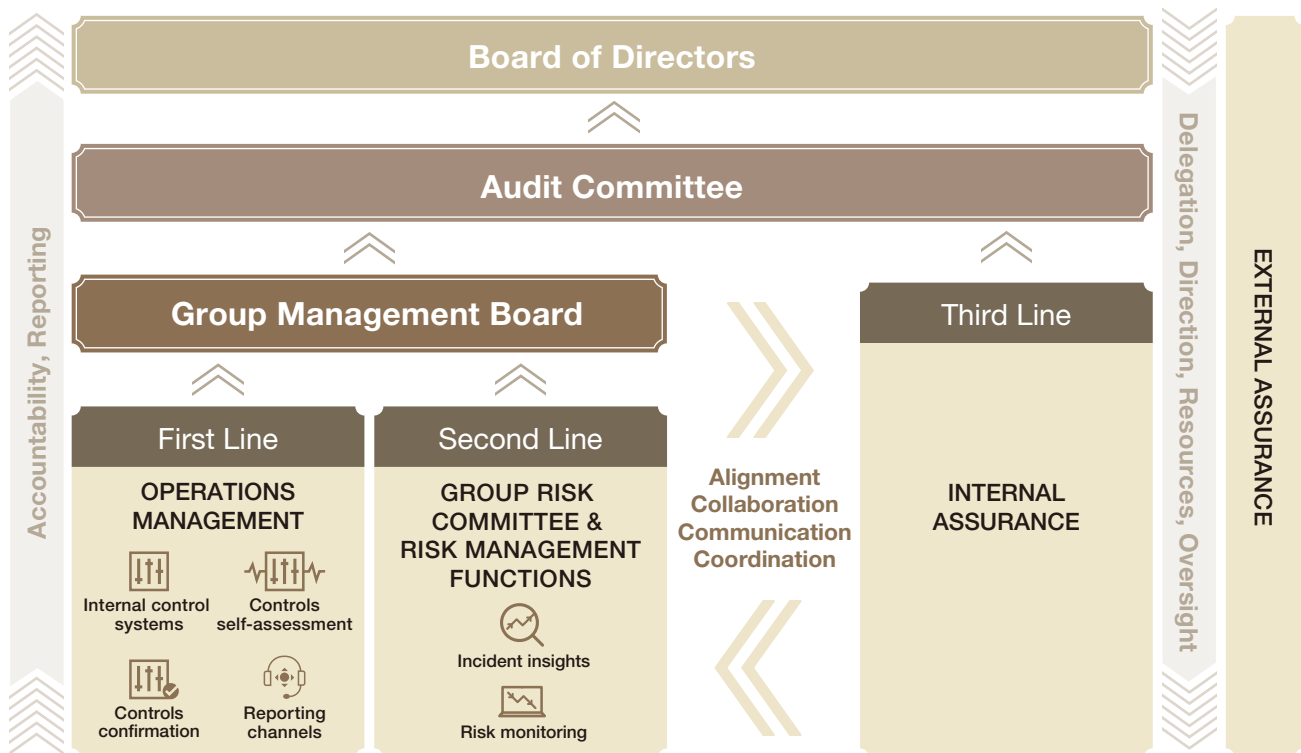 Board of Directors
Audit Committee
Group Management Board
Accountability, Reporting
First Line
OPERATIONS
MANAGEMENT
Internal control
systems
Controls
self-assessment
Controls
confirmation
Reporting
channels
Second Line
GROUP RISK
COMMITTEE &
RISK MANAGEMENT
FUNCTIONS
Incident insights
Risk monitoring
Alignment
Collaboration
Communication
Coordination
Third Line
INTERNAL
ASSURANCE
Delegation, Direction, Resources, Oversight
EXTERNAL ASSURANCE